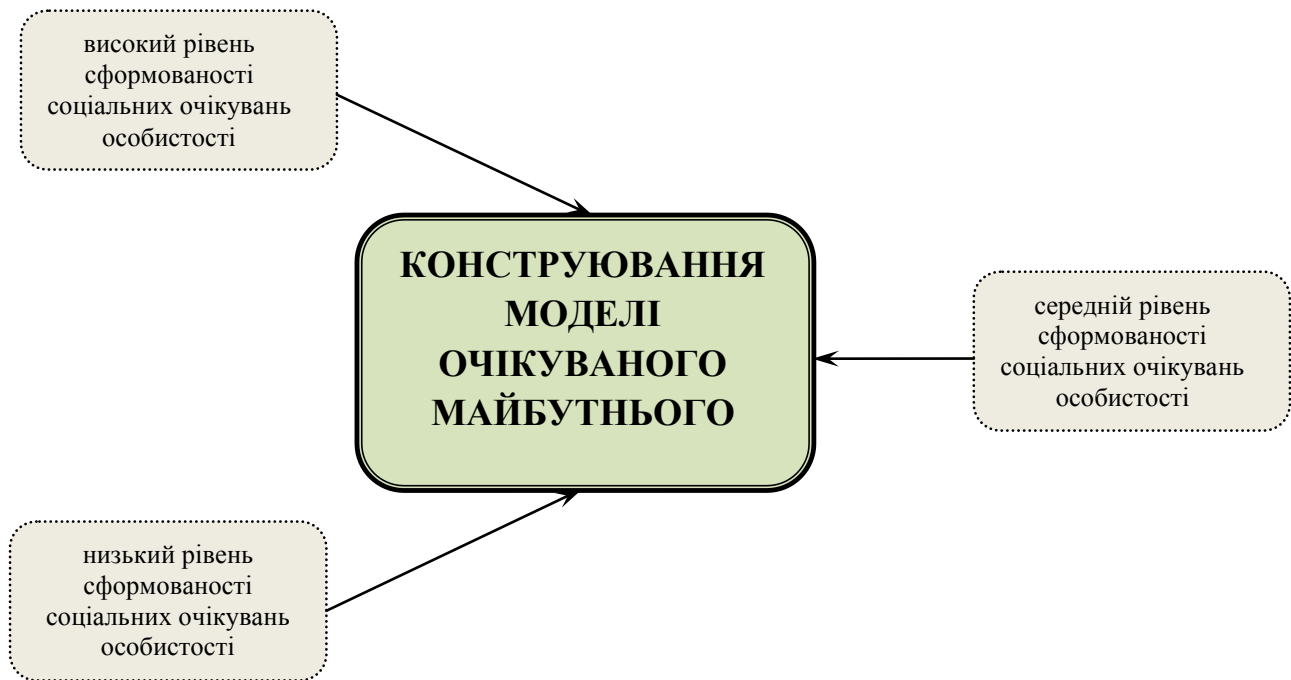 високий рівень
сформованості
соціальних очікувань
особистості
КОНСТРУЮВАННЯ
МОДЕЛІ
ОЧІКУВАНОГО
МАЙБУТНЬОГО
середній рівень
сформованості
соціальних очікувань
особистості
низький рівень
сформованості
соціальних очікувань
особистості